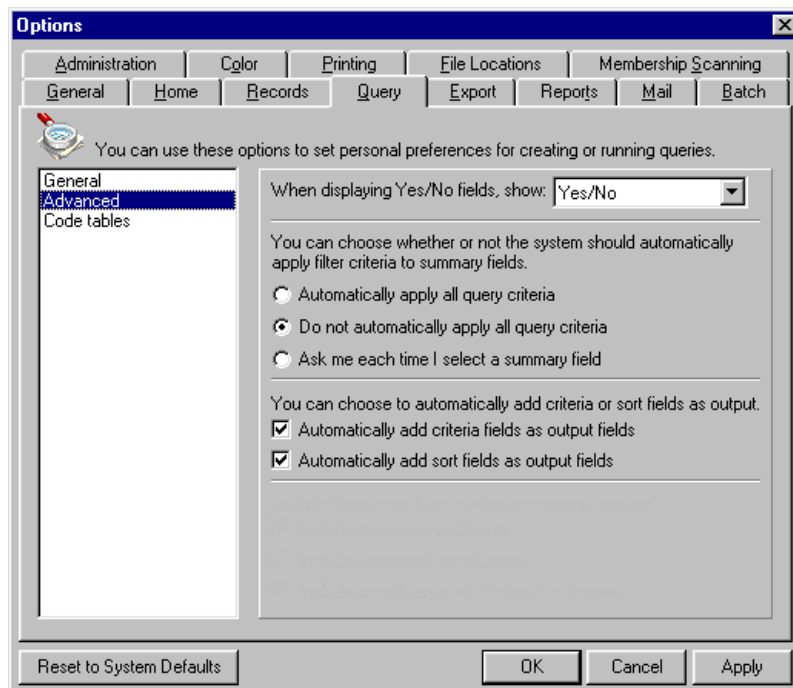 Options
Administration Color Printing File Locations Membership Scanning
General Home Records Query Export Reports Mail Batch
You can use these options to set personal preferences for creating or running queries.
General
Advanced
Code tables
When displaying Yes/No fields, show: Yes/No
You can choose whether or not the system should automatically
apply filter criteria to summary fields.
Automatically apply all query criteria
Do not automatically apply all query criteria
Ask me each time I select a summary field
You can choose to automatically add criteria or sort fields as output.
Automatically add criteria fields as output fields
Automatically add sort fields as output fields
Reset to System Defaults
OK Cancel Apply